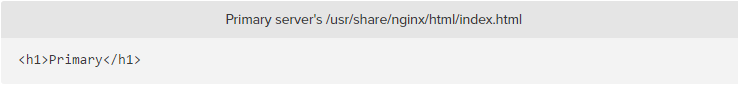 Primary server's /usr/share/nginx/html/index.html
<h1>Primary</h1>